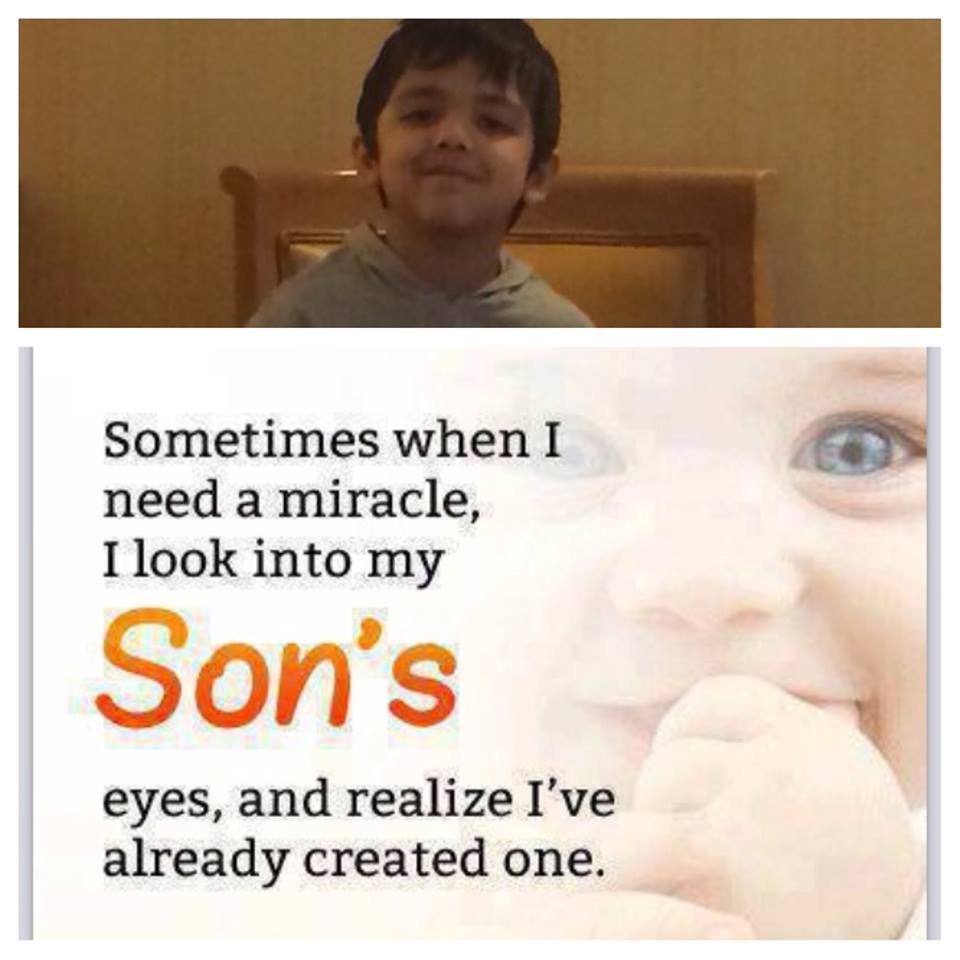 Sometimes when I
need a miracle,
I look into my
Son's
eyes, and realize I've
already created one.